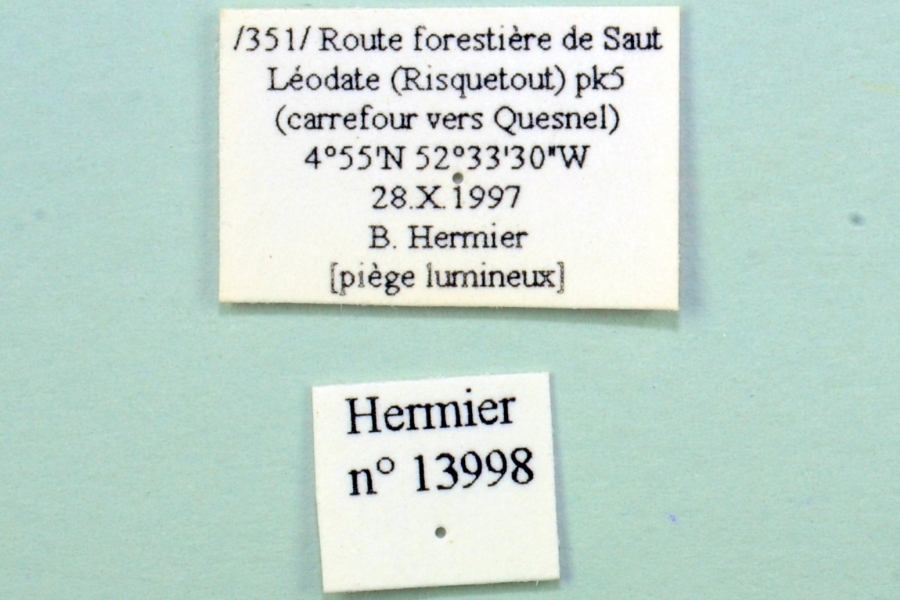 /351/ Route forestière de Saut
Léodate (Risquetout) pk5
(carrefour vers Quesnel)
4°55'N 52°33'30"W
28.X.1997
B. Hermier
[piège lumineux]
Hermier
n° 13998